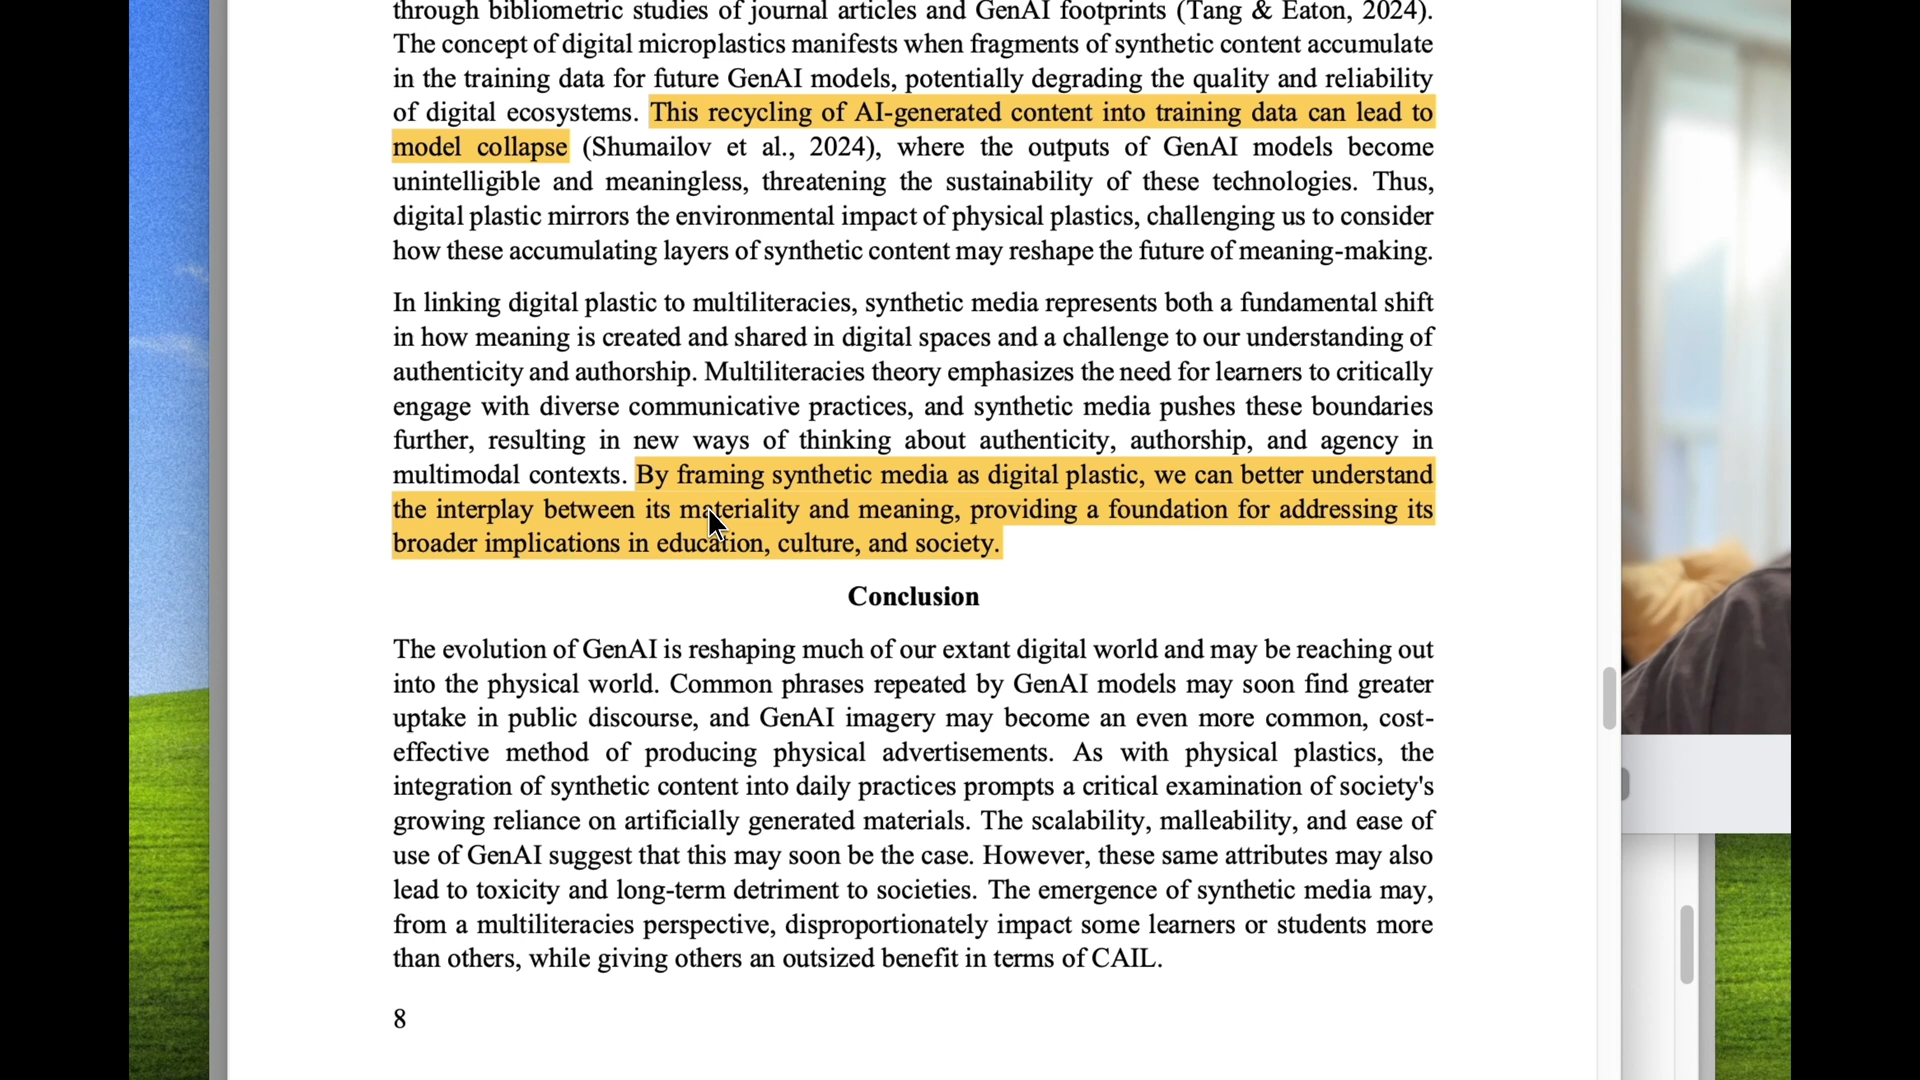 through bibliometric studies of journal articles and GenAI footprints (Tang & Eaton, 2024).
The concept of digital microplastics manifests when fragments of synthetic content accumulate
in the training data for future GenAI models, potentially degrading the quality and reliability
of digital ecosystems. This recycling of AI-generated content into training data can lead to
model collapse (Shumailov et al., 2024), where the outputs of GenAI models become
unintelligible and meaningless, threatening the sustainability of these technologies. Thus,
digital plastic mirrors the environmental impact of physical plastics, challenging us to consider
how these accumulating layers of synthetic content may reshape the future of meaning-making.
In linking digital plastic to multiliteracies, synthetic media represents both a fundamental shift
in how meaning is created and shared in digital spaces and a challenge to our understanding of
authenticity and authorship. Multiliteracies theory emphasizes the need for learners to critically
engage with diverse communicative practices, and synthetic media pushes these boundaries
further, resulting in new ways of thinking about authenticity, authorship, and agency in
multimodal contexts. By framing synthetic media as digital plastic, we can better understand
the interplay between its materiality and meaning, providing a foundation for addressing its
broader implications in education, culture, and society.
Conclusion
The evolution of GenAI is reshaping much of our extant digital world and may be reaching out
into the physical world. Common phrases repeated by GenAI models may soon find greater
uptake in public discourse, and GenAI imagery may become an even more common, cost-
effective method of producing physical advertisements. As with physical plastics, the
integration of synthetic content into daily practices prompts a critical examination of society's
growing reliance on artificially generated materials. The scalability, malleability, and ease of
use of GenAI suggest that this may soon be the case. However, these same attributes may also
lead to toxicity and long-term detriment to societies. The emergence of synthetic media may,
from a multiliteracies perspective, disproportionately impact some learners or students more
than others, while giving others an outsized benefit in terms of CAIL.
8